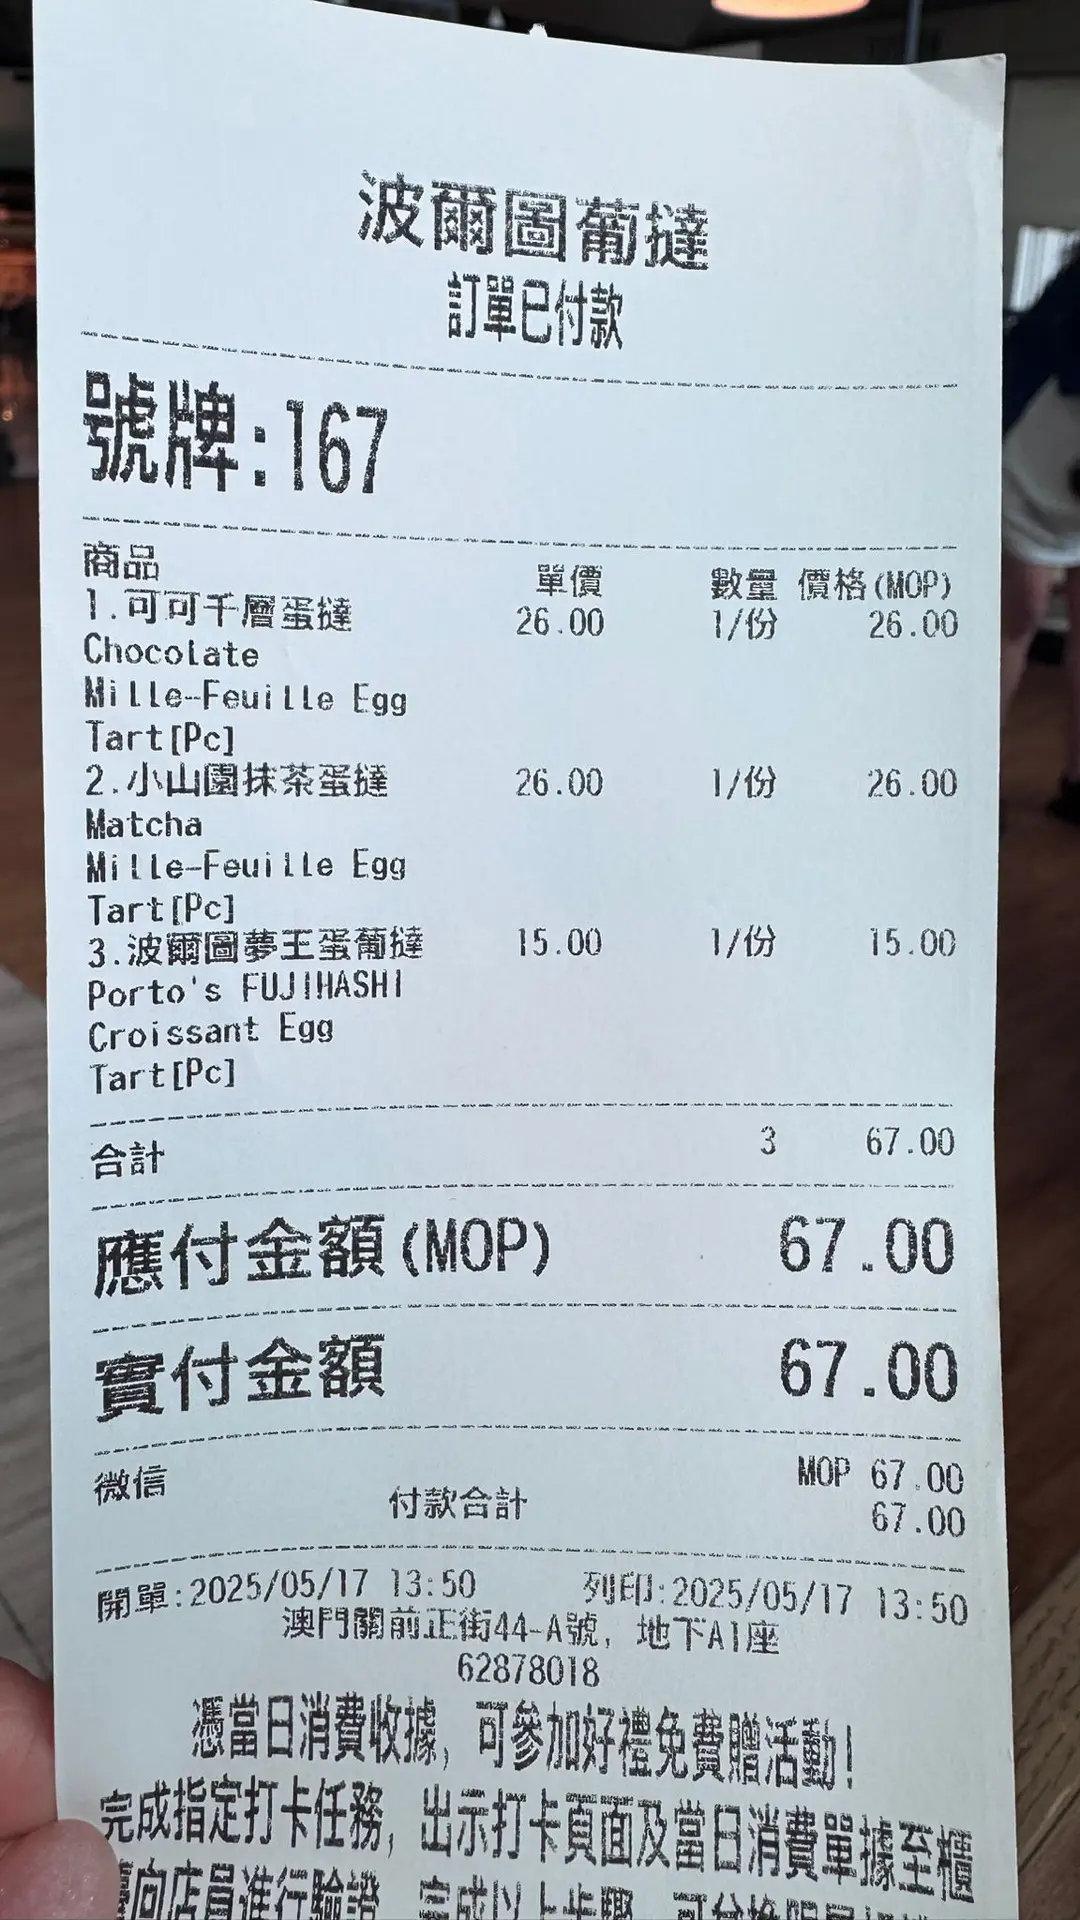 波爾圖葡撻
訂單已付款
號牌:167
商品 單價 數量 價格(MOP)
1.可可千層蛋撻 26.00 1/份 26.00
Chocolate
Mille-Feuille Egg
Tart[Pc]
2.小山園抹茶蛋撻 26.00 1/份 26.00
Matcha
Mille-Feuille Egg
Tart[Pc]
3.波爾圖夢王蛋葡撻 15.00 1/份 15.00
Porto's FUJIHASHI
Croissant Egg
Tart[Pc]
合計 3 67.00
應付金額(MOP) 67.00
實付金額 67.00
微信 MOP 67.00
付款合計 67.00
開單:2025/05/17 13:50 列印:2025/05/17 13:50
澳門關前正街44-A號, 地下A1座
62878018
憑當日消費收據, 可參加好禮免費贈活動!
完成指定打卡任務, 出示打卡頁面及當日消費單據至櫃
向店員進行驗證